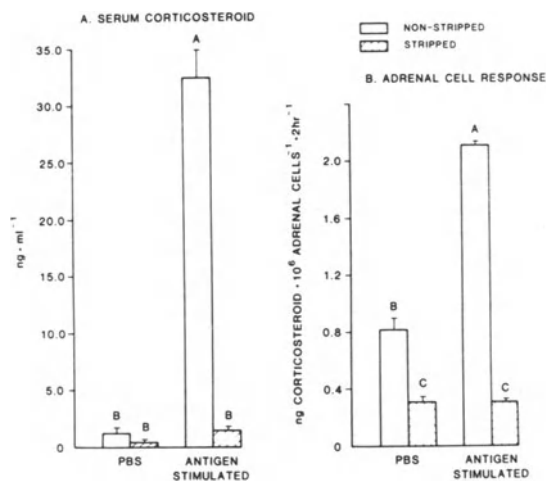 A. SERUM CORTICOSTEROID
ng · ml⁻¹
35.0
30.0
25.0
20.0
15.0
10.0
5.0
0
A
B
B
B
PBS
ANTIGEN
STIMULATED
NON-STRIPPED
STRIPPED
B. ADRENAL CELL RESPONSE
ng CORTICOSTEROID · 10⁶ ADRENAL CELLS⁻¹ · 2hr⁻¹
2.1
1.6
1.2
0.8
0.4
0
A
B
C
C
PBS
ANTIGEN
STIMULATED